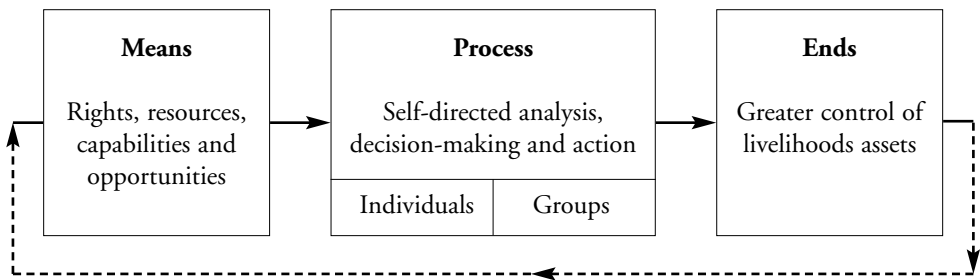 Means
Rights, resources,
capabilities and
opportunities
Process
Self-directed analysis,
decision-making and action
Individuals
Groups
Ends
Greater control of
livelihoods assets